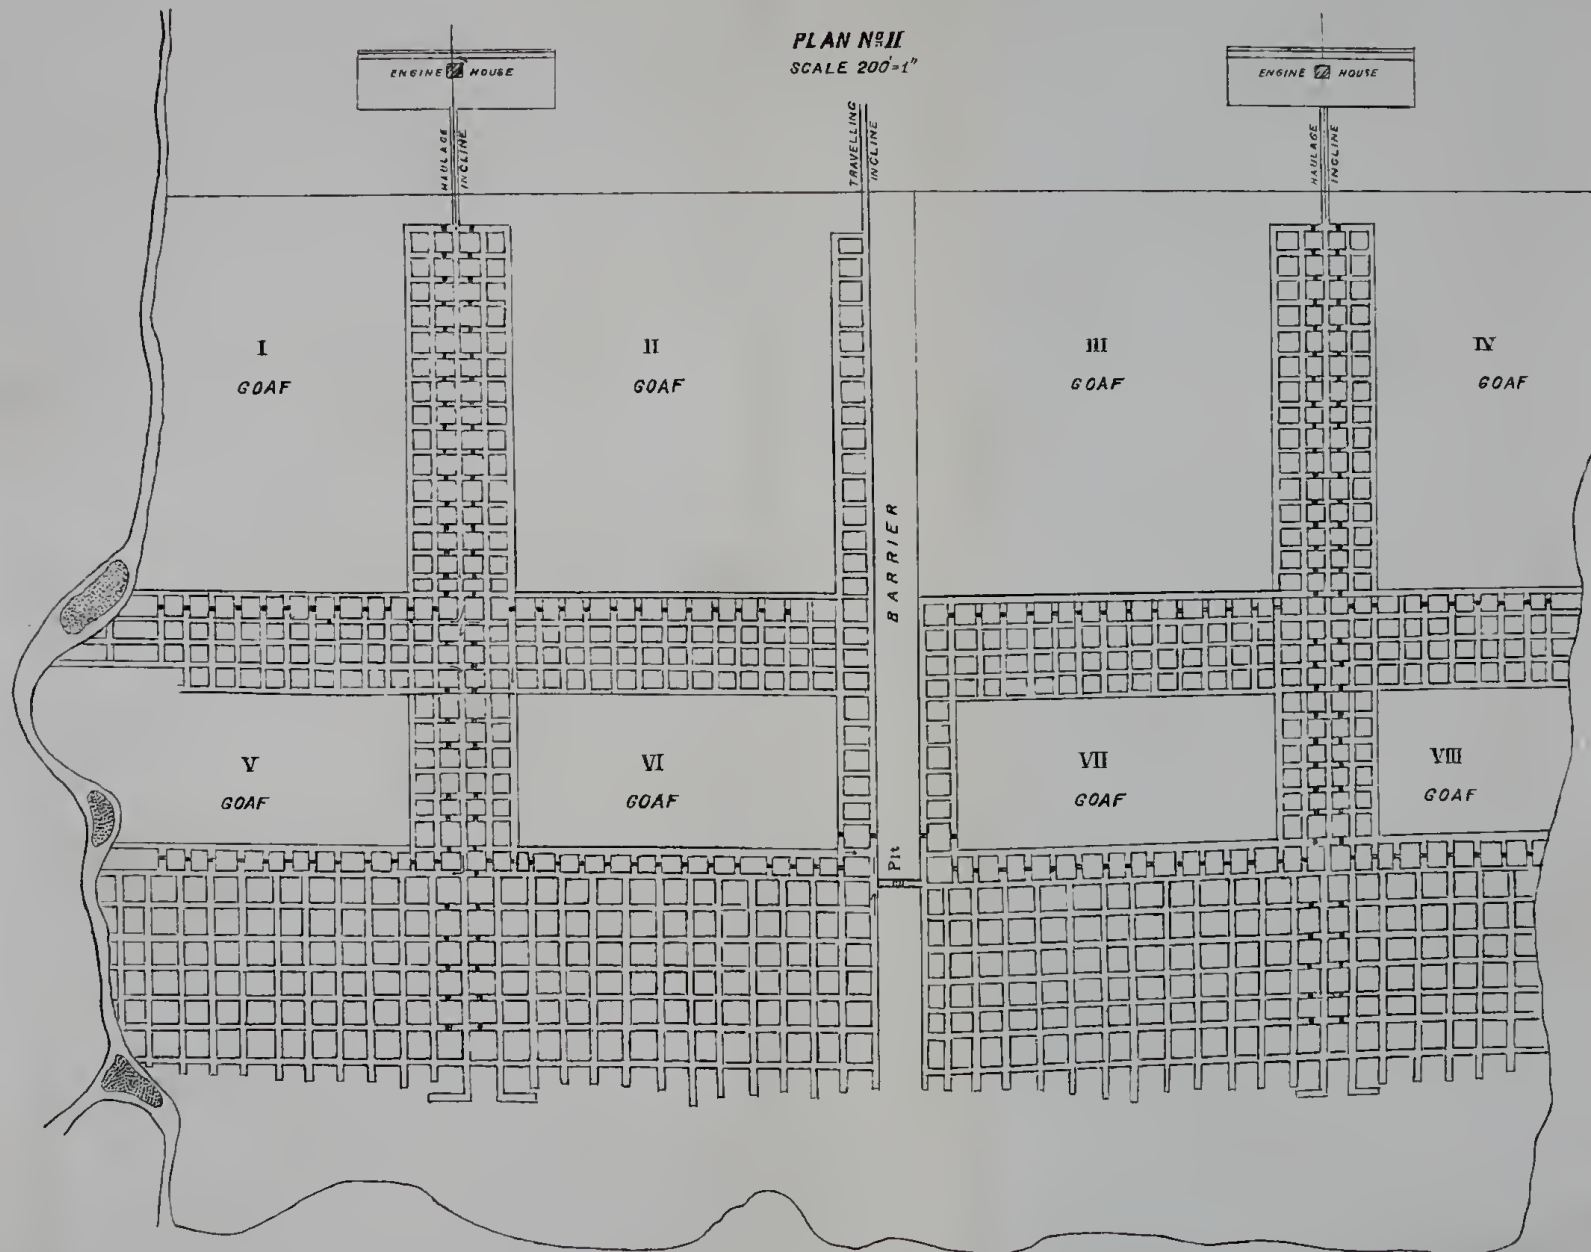 PLAN Nº II
SCALE 200'=1"
ENGINE HOUSE
ENGINE HOUSE
HAULAGE
INCLINE
TRAVELLING
INCLINE
HAULAGE
INCLINE
I
GOAF
II
GOAF
III
GOAF
IV
GOAF
BARRIER
V
GOAF
VI
GOAF
VII
GOAF
VIII
GOAF
Pit